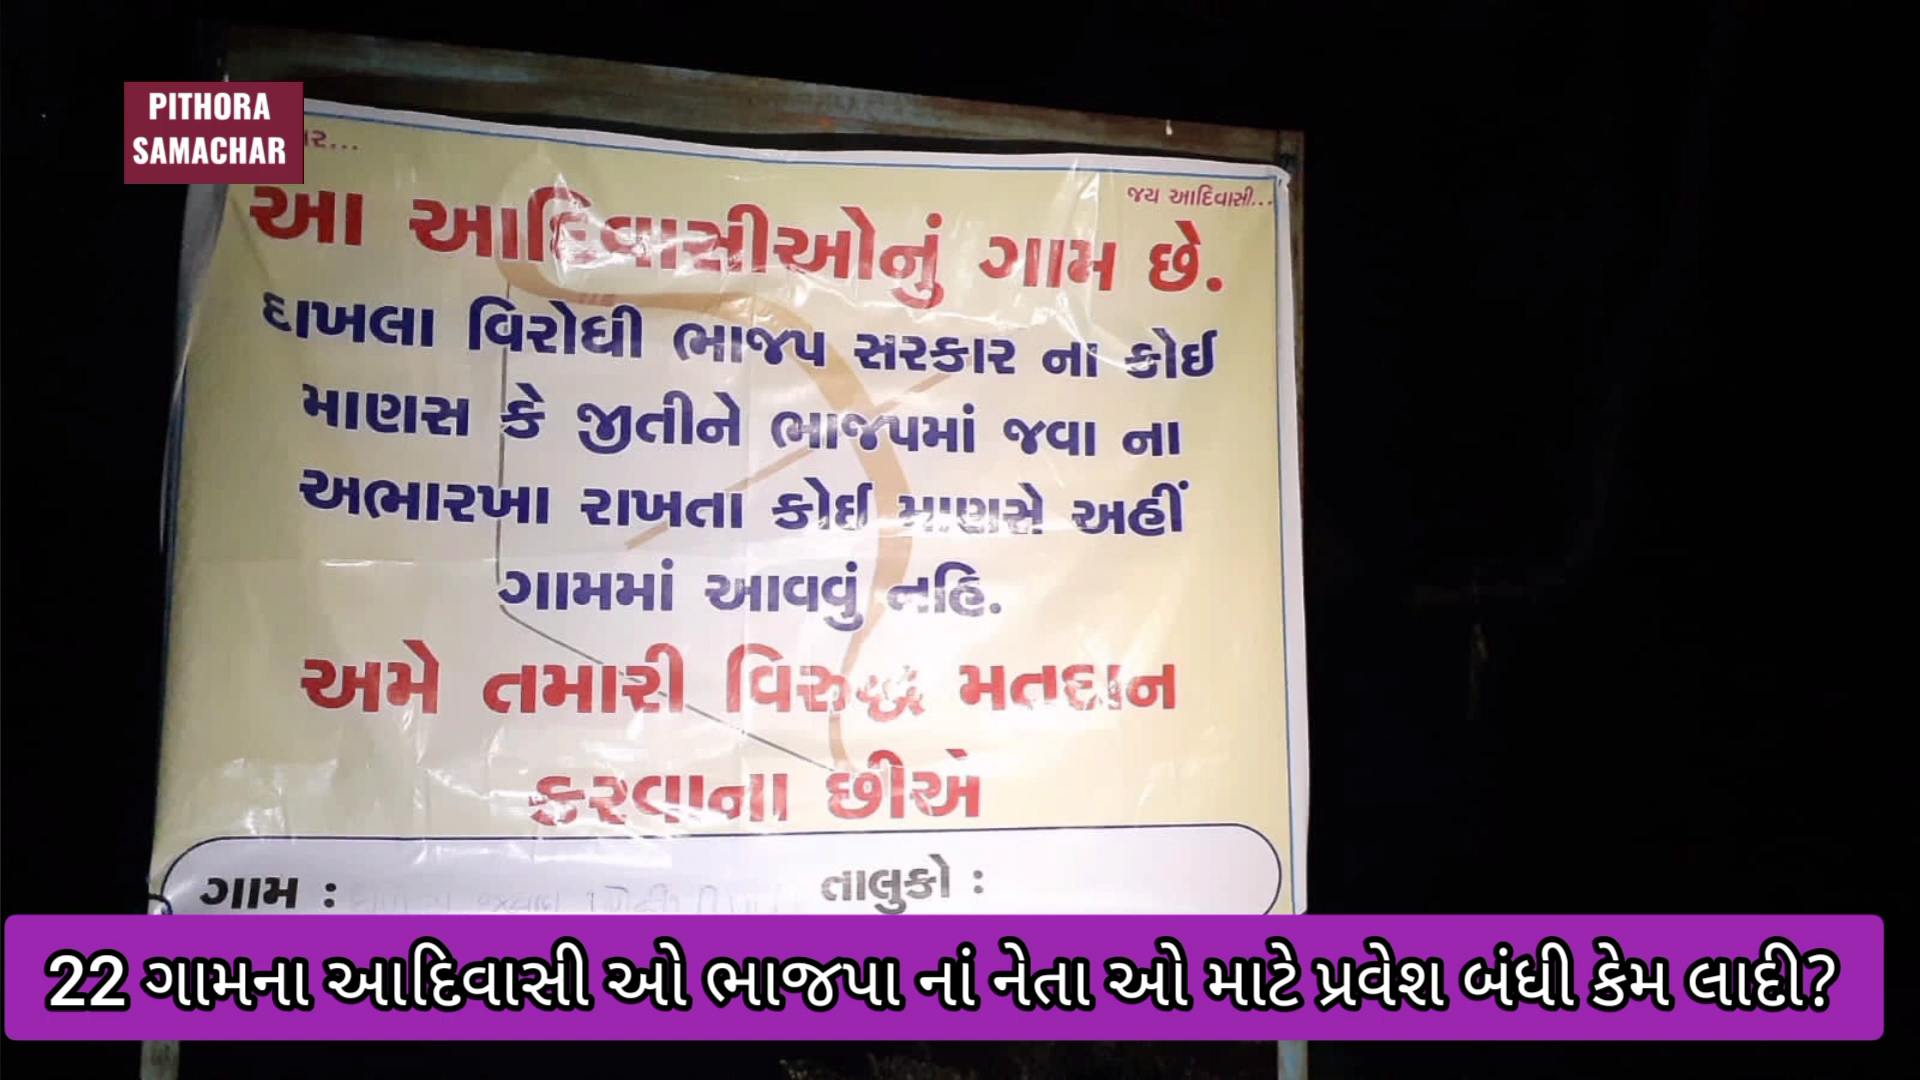 PITHORA
SAMACHAR
જય આદિવાસી...
આ આદિવાસીઓનું ગામ છે.
દાખલા વિરોધી ભાજપ સરકાર ના કોઈ
માણસ કે જીતીને ભાજપમાં જવા ના
અભારખા રાખતા કોઈ માણસે અહીં
ગામમાં આવવું નહિ.
અમે તમારી વિરુદ્ધ મતદાન
કરવાના છીએ
ગામ : તાલુકો :
22 ગામના આદિવાસી ઓ ભાજપા નાં નેતા ઓ માટે પ્રવેશ બંધી કેમ લાદી?